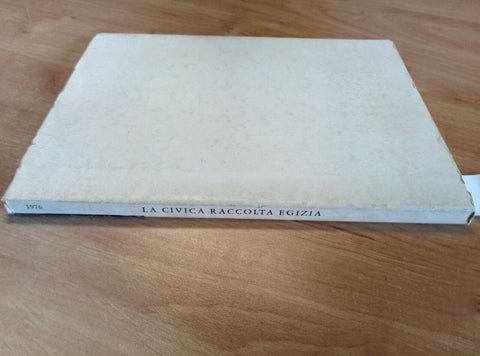 1976 LA CIVICA RACCOLTA EGIZIA